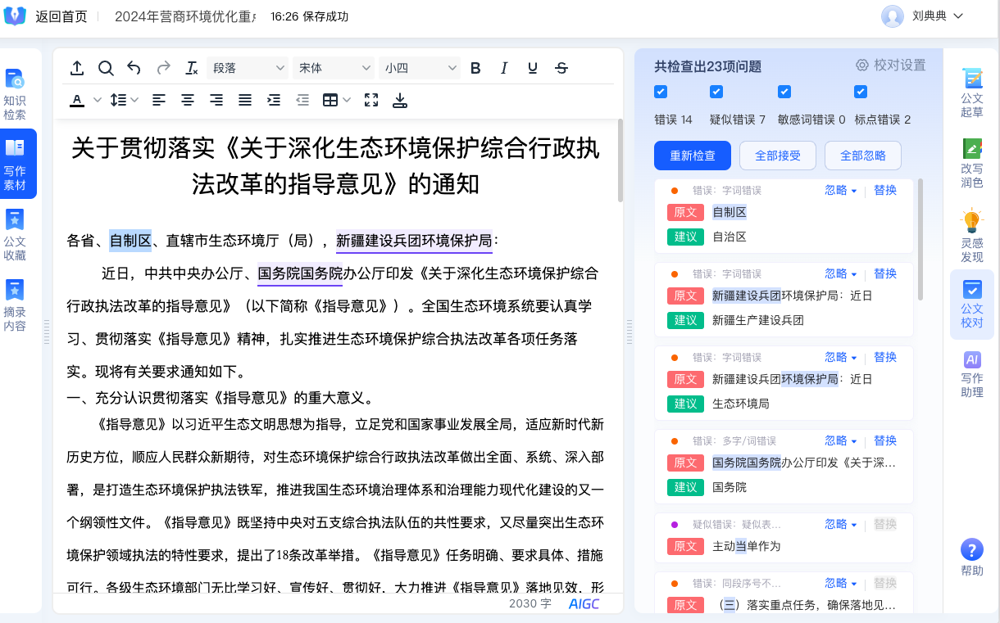 返回首页
2024年营商环境优化重
16:26 保存成功
刘典典
段落
宋体
小四
B
I
U
S
A
知识
检索
写作
素材
公文
收藏
摘录
内容
关于贯彻落实《关于深化生态环境保护综合行政执
法改革的指导意见》的通知
各省、自制区、直辖市生态环境厅（局），新疆建设兵团环境保护局：
近日，中共中央办公厅、国务院国务院办公厅印发《关于深化生态环境保护综合
行政执法改革的指导意见》（以下简称《指导意见》）。全国生态环境系统要认真学
习、贯彻落实《指导意见》精神，扎实推进生态环境保护综合执法改革各项任务落
实。现将有关要求通知如下。
一、充分认识贯彻落实《指导意见》的重大意义。
《指导意见》以习近平生态文明思想为指导，立足党和国家事业发展全局，适应新时代新
历史方位，顺应人民群众新期待，对生态环境保护综合行政执法改革做出全面、系统、深入部
署，是打造生态环境保护执法铁军，推进我国生态环境治理体系和治理能力现代化建设的又一
个纲领性文件。《指导意见》既坚持中央对五支综合执法队伍的共性要求，又尽量突出生态环
境保护领域执法的特性要求，提出了18条改革举措。《指导意见》任务明确、要求具体、措施
可行。各级生态环境部门无比学习好、宣传好、贯彻好，大力推进《指导意见》落地见效，形
2030 字
AIGC
共检查出23项问题
校对设置
错误 14
疑似错误 7
敏感词错误 0
标点错误 2
重新检查
全部接受
全部忽略
错误：字词错误
忽略
替换
原文
自制区
建议
自治区
错误：字词错误
忽略
替换
原文
新疆建设兵团环境保护局：近日
建议
新疆生产建设兵团
错误：字词错误
忽略
替换
原文
新疆建设兵团环境保护局：近日
建议
生态环境局
错误：多字/词错误
忽略
替换
原文
国务院国务院办公厅印发《关于深...
建议
国务院
疑似错误：疑似表...
忽略
替换
原文
主动当单作为
错误：同段序号不...
忽略
替换
原文
（三）落实重点任务，确保落地见...
公文
起草
改写
润色
灵感
发现
公文
校对
AI
写作
助理
?
帮助